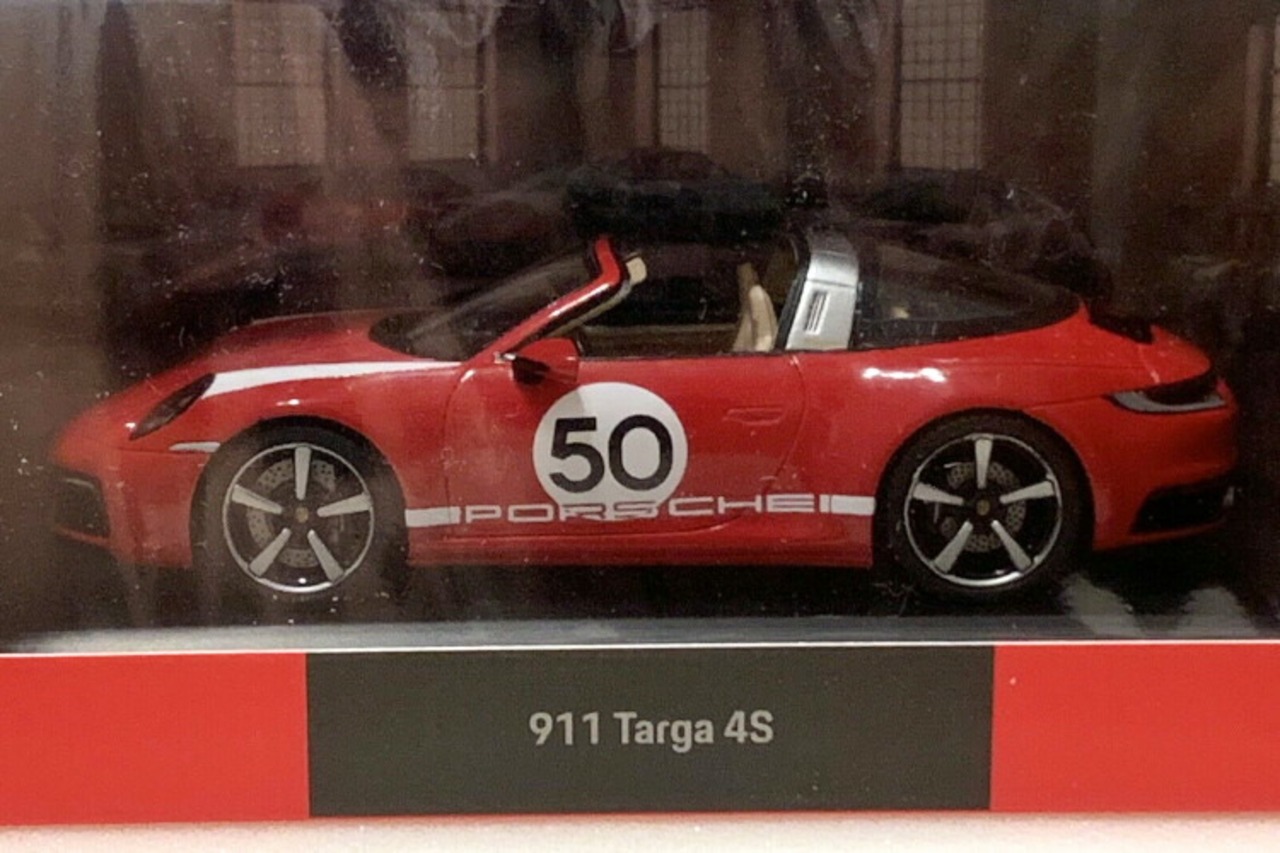 50
PORSCHE
911 Targa 4S